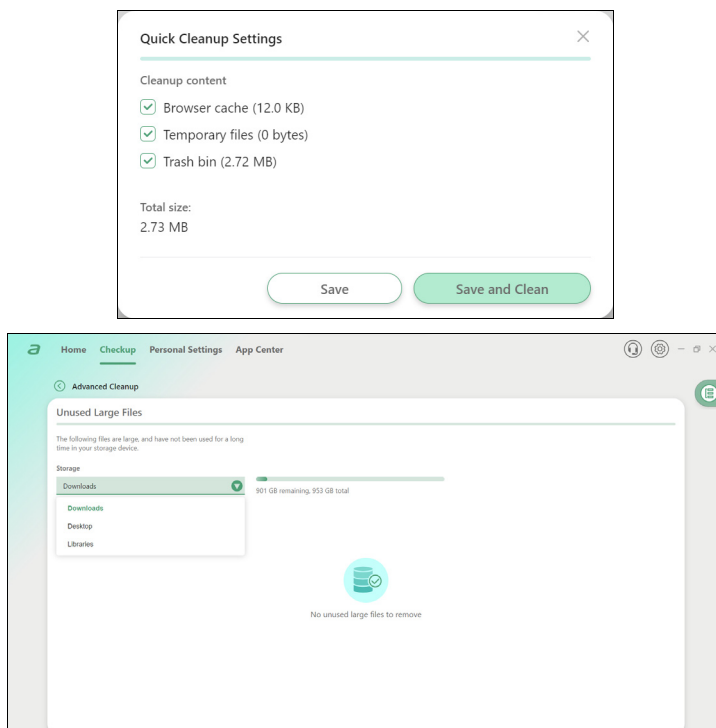 Quick Cleanup Settings
Cleanup content
Browser cache (12.0 KB)
Temporary files (0 bytes)
Trash bin (2.72 MB)
Total size:
2.73 MB
Save
Save and Clean
a
Home
Checkup
Personal Settings
App Center
Advanced Cleanup
Unused Large Files
The following files are large, and have not been used for a long
time in your storage device.
Storage
Downloads
901 GB remaining, 953 GB total
Downloads
Desktop
Libraries
No unused large files to remove